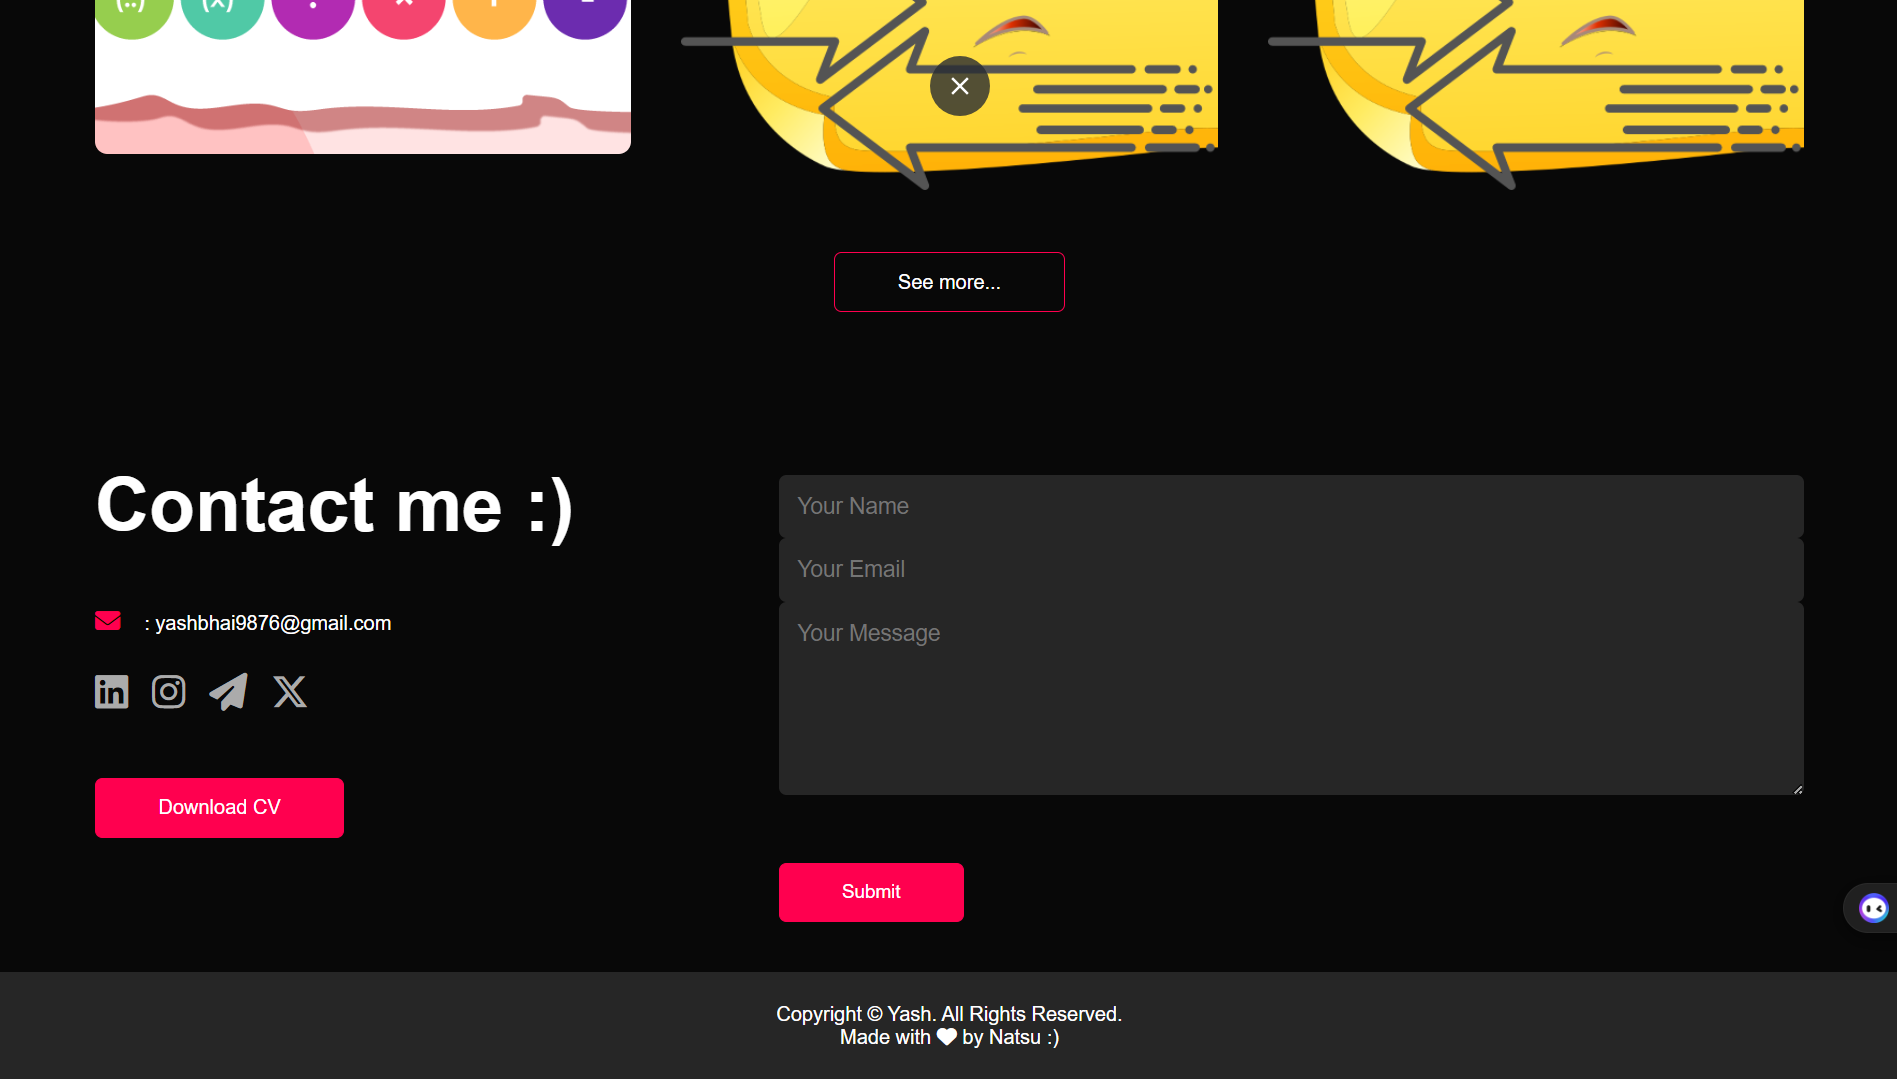 (..) (x) : × + -
See more...
Contact me :)
Your Name
Your Email
Your Message
: yashbhai9876@gmail.com
in X
Download CV
Submit
Copyright © Yash. All Rights Reserved.
Made with ♥ by Natsu :)